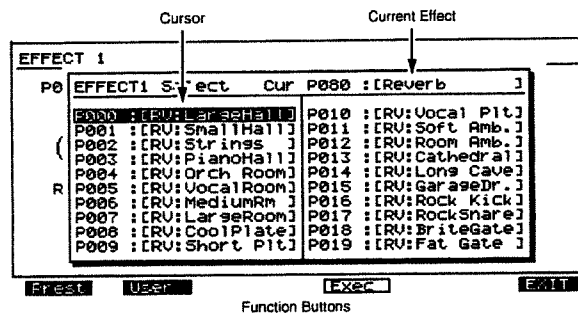 Cursor
Current Effect
EFFECT 1
P0
EFFECT1 Select Cur P080 :[Reverb ]
P000 :[RV:LargeHall]
P001 :[RV:SmallHall]
P002 :[RV:Strings ]
P003 :[RV:PianoHall]
P004 :[RV:Orch Room]
P005 :[RV:VocalRoom]
P006 :[RV:MediumRm ]
P007 :[RV:LargeRoom]
P008 :[RV:CoolPlate]
P009 :[RV:Short Plt]
P010 :[RV:Vocal Plt]
P011 :[RV:Soft Amb.]
P012 :[RV:Room Amb.]
P013 :[RV:Cathedral]
P014 :[RV:Long Cave]
P015 :[RV:GarageDr.]
P016 :[RV:Rock Kick]
P017 :[RV:RockSnare]
P018 :[RV:BriteGate]
P019 :[RV:Fat Gate ]
(
R
Prest User Exec EXIT
Function Buttons